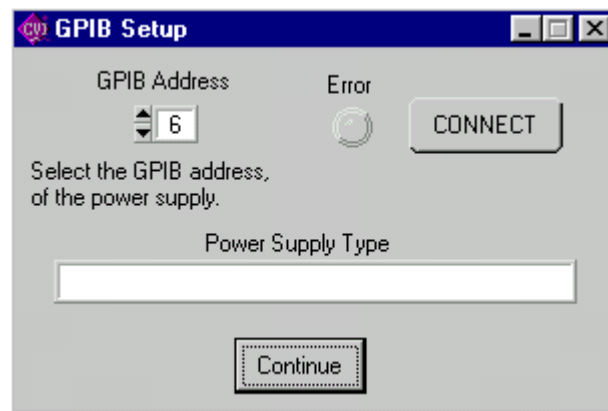 CVI GPIB Setup
GPIB Address
Error
6
CONNECT
Select the GPIB address,
of the power supply.
Power Supply Type
Continue